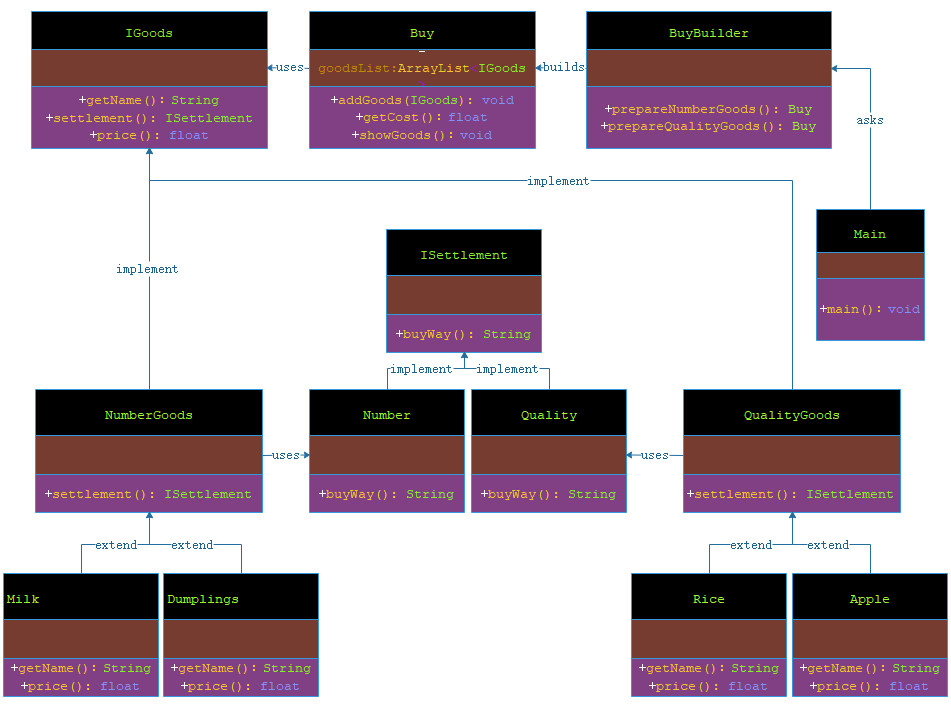 IGoods
+getName(): String
+settlement(): ISettlement
+price(): float
uses
Buy
goodsList:ArrayList IGoods
+addGoods(IGoods): void
+getCost(): float
+showGoods(): void
builds
BuyBuilder
+prepareNumberGoods(): Buy
+prepareQualityGoods(): Buy
asks
implement
Main
+main(): void
implement
ISettlement
+buyWay(): String
implement
implement
NumberGoods
+settlement(): ISettlement
uses
Number
+buyWay(): String
Quality
+buyWay(): String
uses
QualityGoods
+settlement(): ISettlement
extend
extend
extend
extend
Milk
+getName(): String
+price(): float
Dumplings
+getName(): String
+price(): float
Rice
+getName(): String
+price(): float
Apple
+getName(): String
+price(): float